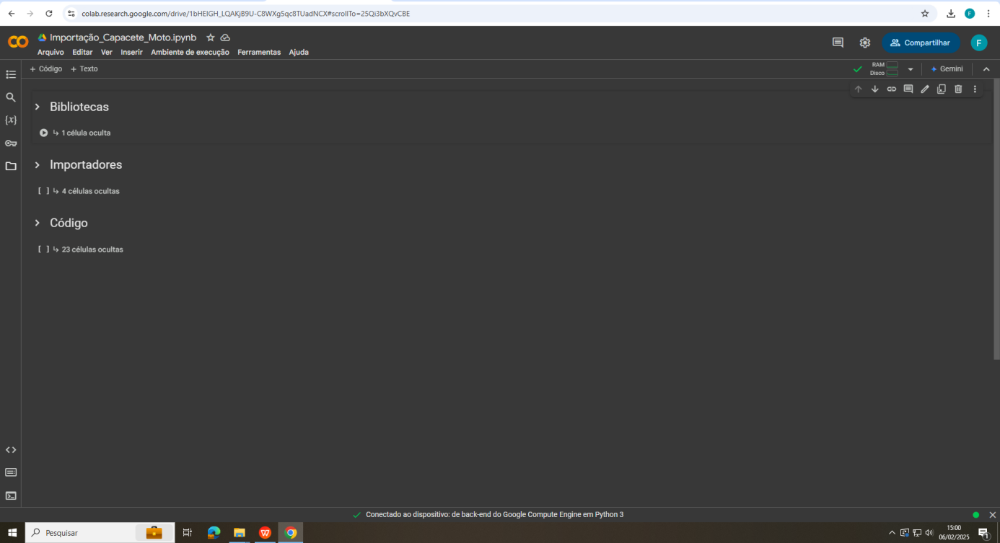 colab.research.google.com/drive/1bHEIGH_LQAKjB9U-C8WXg5qc8TUadNCX#scrollTo=25Qi3bXQvCBE
F
CO
Importação_Capacete_Moto.ipynb
Arquivo Editar Ver Inserir Ambiente de execução Ferramentas Ajuda
Compartilhar
F
+ Código + Texto
RAM
Disco
Gemini
Bibliotecas
1 célula oculta
{x}
Importadores
[ ] 4 células ocultas
Código
[ ] 23 células ocultas
Conectado ao dispositivo: de back-end do Google Compute Engine em Python 3
Pesquisar
W
15:00
06/02/2025
1